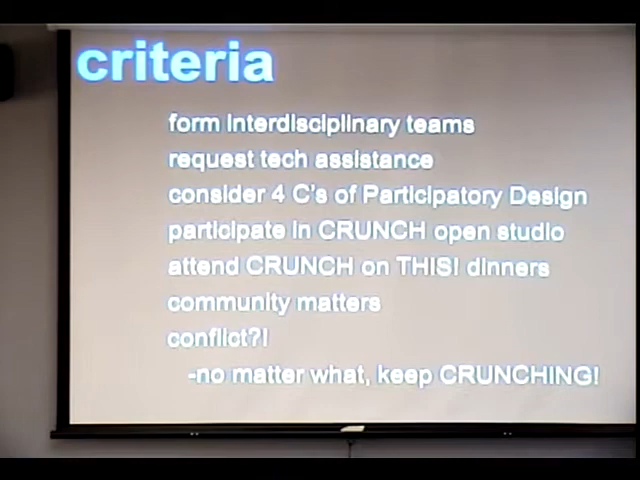 criteria
form interdisciplinary teams
request tech assistance
consider 4 C's of Participatory Design
participate in CRUNCH open studio
attend CRUNCH on THIS! dinners
community matters
conflict?!
-no matter what, keep CRUNCHING!